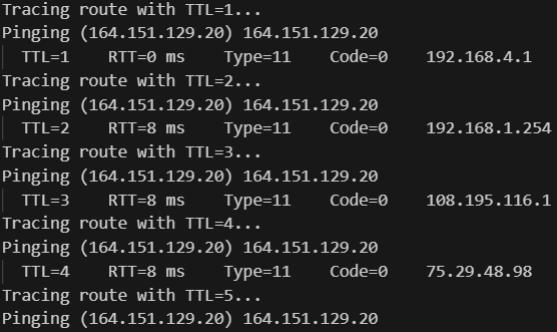 Tracing route with TTL=1...
Pinging (164.151.129.20) 164.151.129.20
TTL=1    RTT=0 ms    Type=11    Code=0    192.168.4.1
Tracing route with TTL=2...
Pinging (164.151.129.20) 164.151.129.20
TTL=2    RTT=8 ms    Type=11    Code=0    192.168.1.254
Tracing route with TTL=3...
Pinging (164.151.129.20) 164.151.129.20
TTL=3    RTT=8 ms    Type=11    Code=0    108.195.116.1
Tracing route with TTL=4...
Pinging (164.151.129.20) 164.151.129.20
TTL=4    RTT=8 ms    Type=11    Code=0    75.29.48.98
Tracing route with TTL=5...
Pinging (164.151.129.20) 164.151.129.20